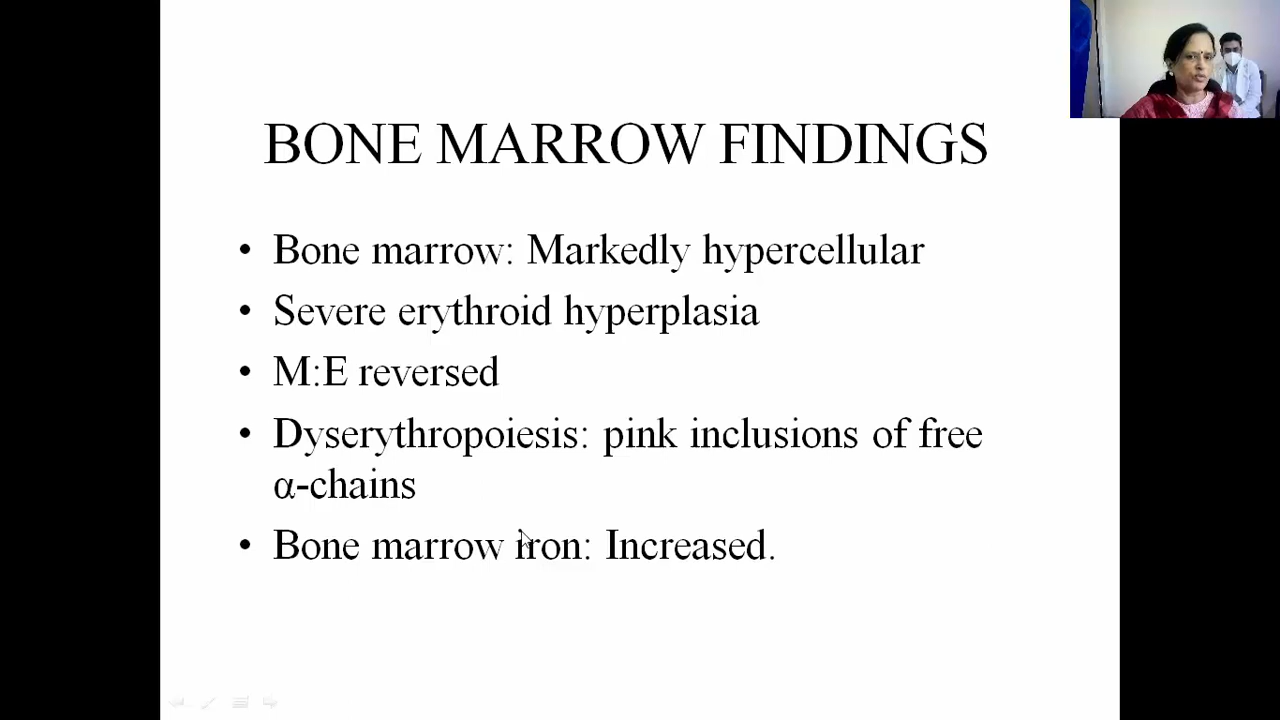 BONE MARROW FINDINGS
• Bone marrow: Markedly hypercellular
• Severe erythroid hyperplasia
• M:E reversed
• Dyserythropoiesis: pink inclusions of free
α-chains
• Bone marrow iron: Increased.